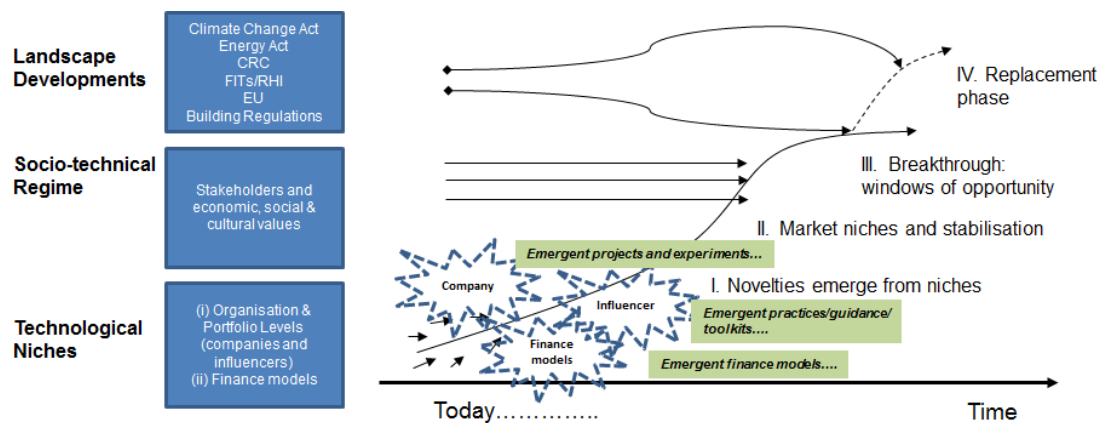 Landscape
Developments
Climate Change Act
Energy Act
CRC
FITs/RHI
EU
Building Regulations
IV. Replacement
phase
Socio-technical
Regime
Stakeholders and
economic, social &
cultural values
III. Breakthrough:
windows of opportunity
II. Market niches and stabilisation
Emergent projects and experiments...
I. Novelties emerge from niches
Company
Influencer
Emergent practices/guidance/
toolkits....
Technological
Niches
(i) Organisation &
Portfolio Levels
(companies and
influencers)
(ii) Finance models
Finance
models
Emergent finance models....
Today…………..
Time